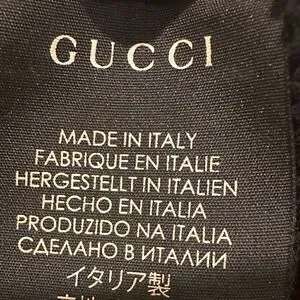 GUCCI
MADE IN ITALY
FABRIQUE EN ITALIE
HERGESTELLT IN ITALIEN
HECHO EN ITALIA
PRODUZIDO NA ITALIA
СДЕЛАНО В ИТАЛИИ
イタリア製